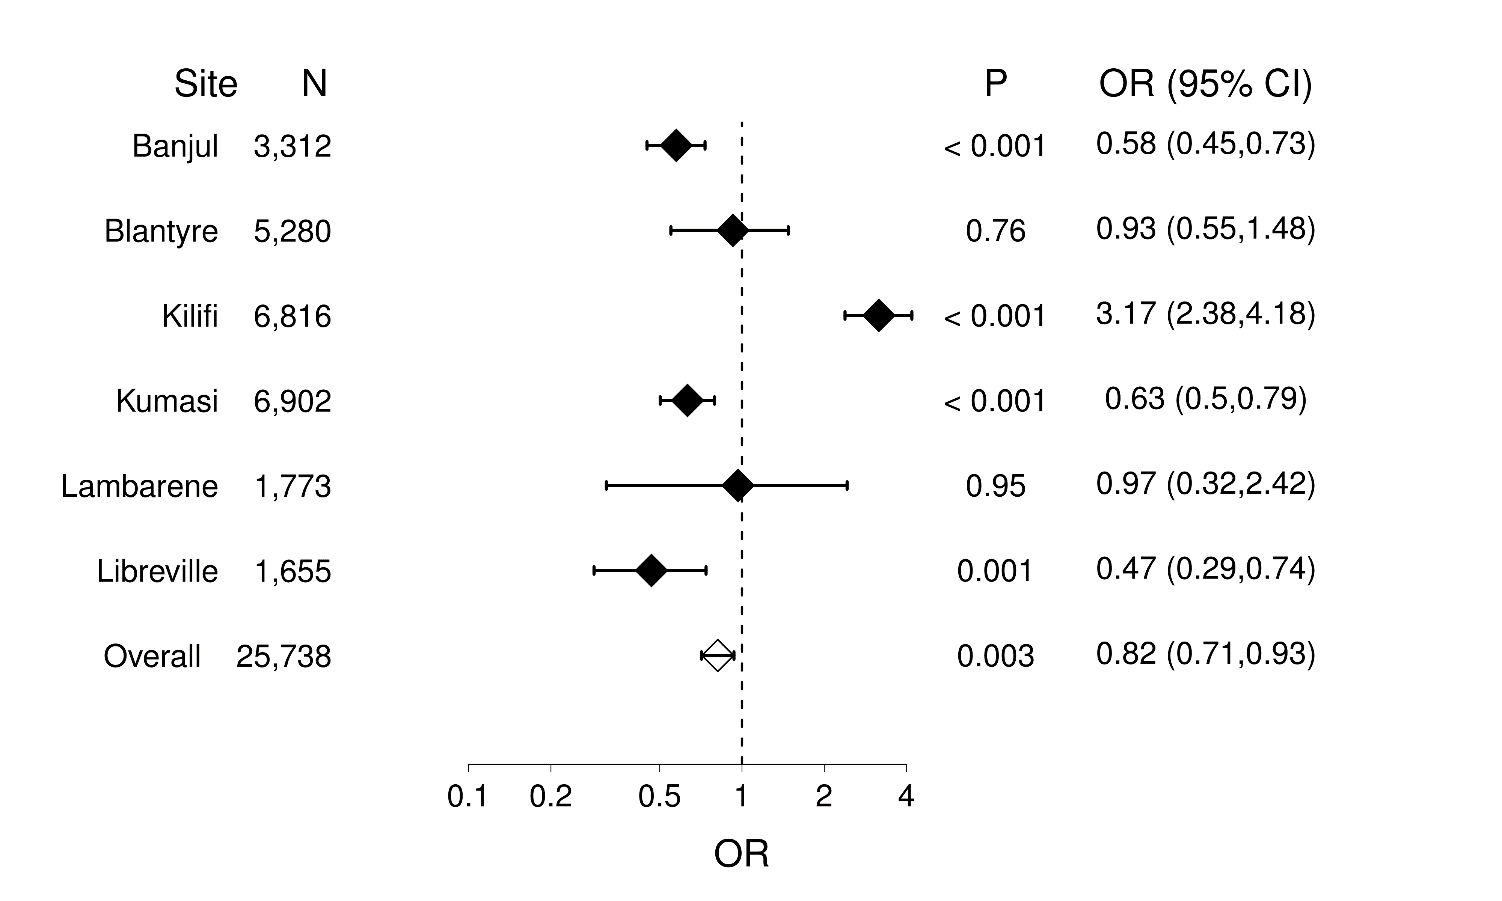 Site N P OR (95% CI)
Banjul 3,312 < 0.001 0.58 (0.45,0.73)
Blantyre 5,280 0.76 0.93 (0.55,1.48)
Kilifi 6,816 < 0.001 3.17 (2.38,4.18)
Kumasi 6,902 < 0.001 0.63 (0.5,0.79)
Lambarene 1,773 0.95 0.97 (0.32,2.42)
Libreville 1,655 0.001 0.47 (0.29,0.74)
Overall 25,738 0.003 0.82 (0.71,0.93)
0.1 0.2 0.5 1 2 4
OR